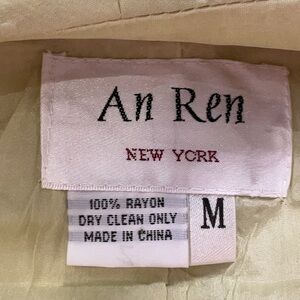 An Ren
NEW YORK
100% RAYON
DRY CLEAN ONLY
MADE IN CHINA
M